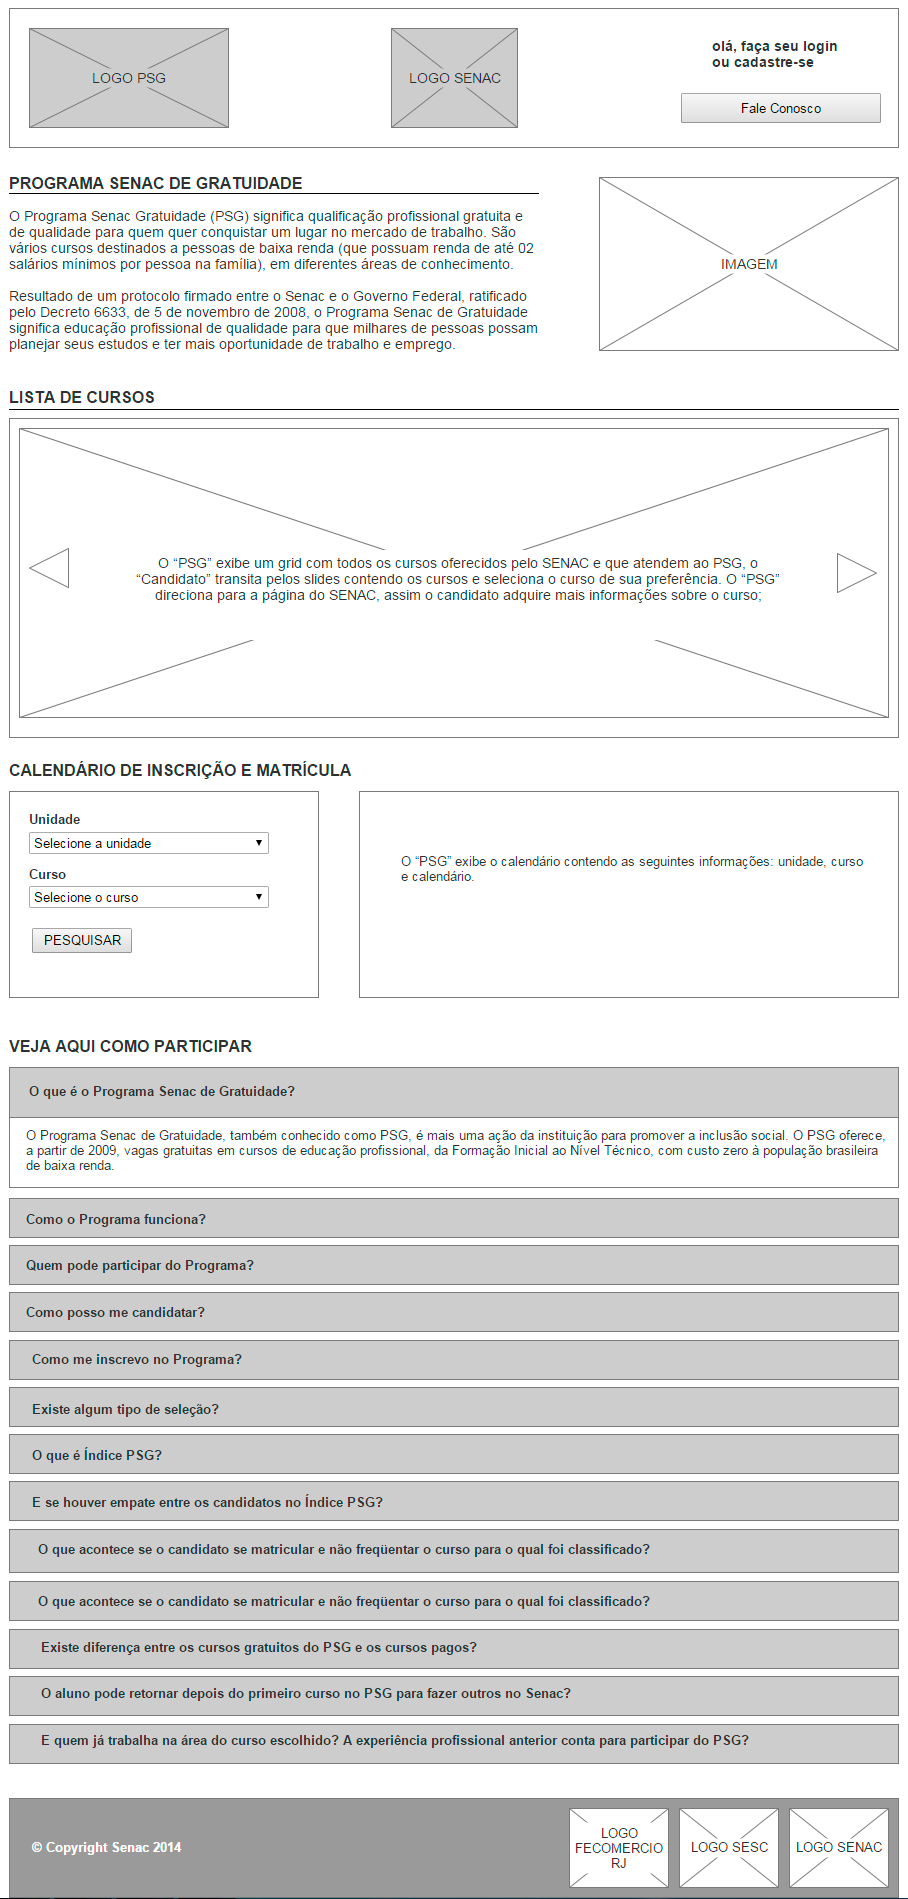 LOGO PSG
LOGO SENAC
olá, faça seu login
ou cadastre-se
Fale Conosco
PROGRAMA SENAC DE GRATUIDADE
O Programa Senac Gratuidade (PSG) significa qualificação profissional gratuita e
de qualidade para quem quer conquistar um lugar no mercado de trabalho. São
vários cursos destinados a pessoas de baixa renda (que possuam renda de até 02
salários mínimos por pessoa na família), em diferentes áreas de conhecimento.
Resultado de um protocolo firmado entre o Senac e o Governo Federal, ratificado
pelo Decreto 6633, de 5 de novembro de 2008, o Programa Senac de Gratuidade
significa educação profissional de qualidade para que milhares de pessoas possam
planejar seus estudos e ter mais oportunidade de trabalho e emprego.
IMAGEM
LISTA DE CURSOS
O “PSG” exibe um grid com todos os cursos oferecidos pelo SENAC e que atendem ao PSG, o
“Candidato” transita pelos slides contendo os cursos e seleciona o curso de sua preferência. O “PSG”
direciona para a página do SENAC, assim o candidato adquire mais informações sobre o curso;
CALENDÁRIO DE INSCRIÇÃO E MATRÍCULA
Unidade
Selecione a unidade
Curso
Selecione o curso
PESQUISAR
O “PSG” exibe o calendário contendo as seguintes informações: unidade, curso
e calendário.
VEJA AQUI COMO PARTICIPAR
O que é o Programa Senac de Gratuidade?
O Programa Senac de Gratuidade, também conhecido como PSG, é mais uma ação da instituição para promover a inclusão social. O PSG oferece,
a partir de 2009, vagas gratuitas em cursos de educação profissional, da Formação Inicial ao Nível Técnico, com custo zero à população brasileira
de baixa renda.
Como o Programa funciona?
Quem pode participar do Programa?
Como posso me candidatar?
Como me inscrevo no Programa?
Existe algum tipo de seleção?
O que é Índice PSG?
E se houver empate entre os candidatos no Índice PSG?
O que acontece se o candidato se matricular e não freqüentar o curso para o qual foi classificado?
O que acontece se o candidato se matricular e não freqüentar o curso para o qual foi classificado?
Existe diferença entre os cursos gratuitos do PSG e os cursos pagos?
O aluno pode retornar depois do primeiro curso no PSG para fazer outros no Senac?
E quem já trabalha na área do curso escolhido? A experiência profissional anterior conta para participar do PSG?
© Copyright Senac 2014
LOGO
FECOMERCIO
RJ
LOGO SESC
LOGO SENAC